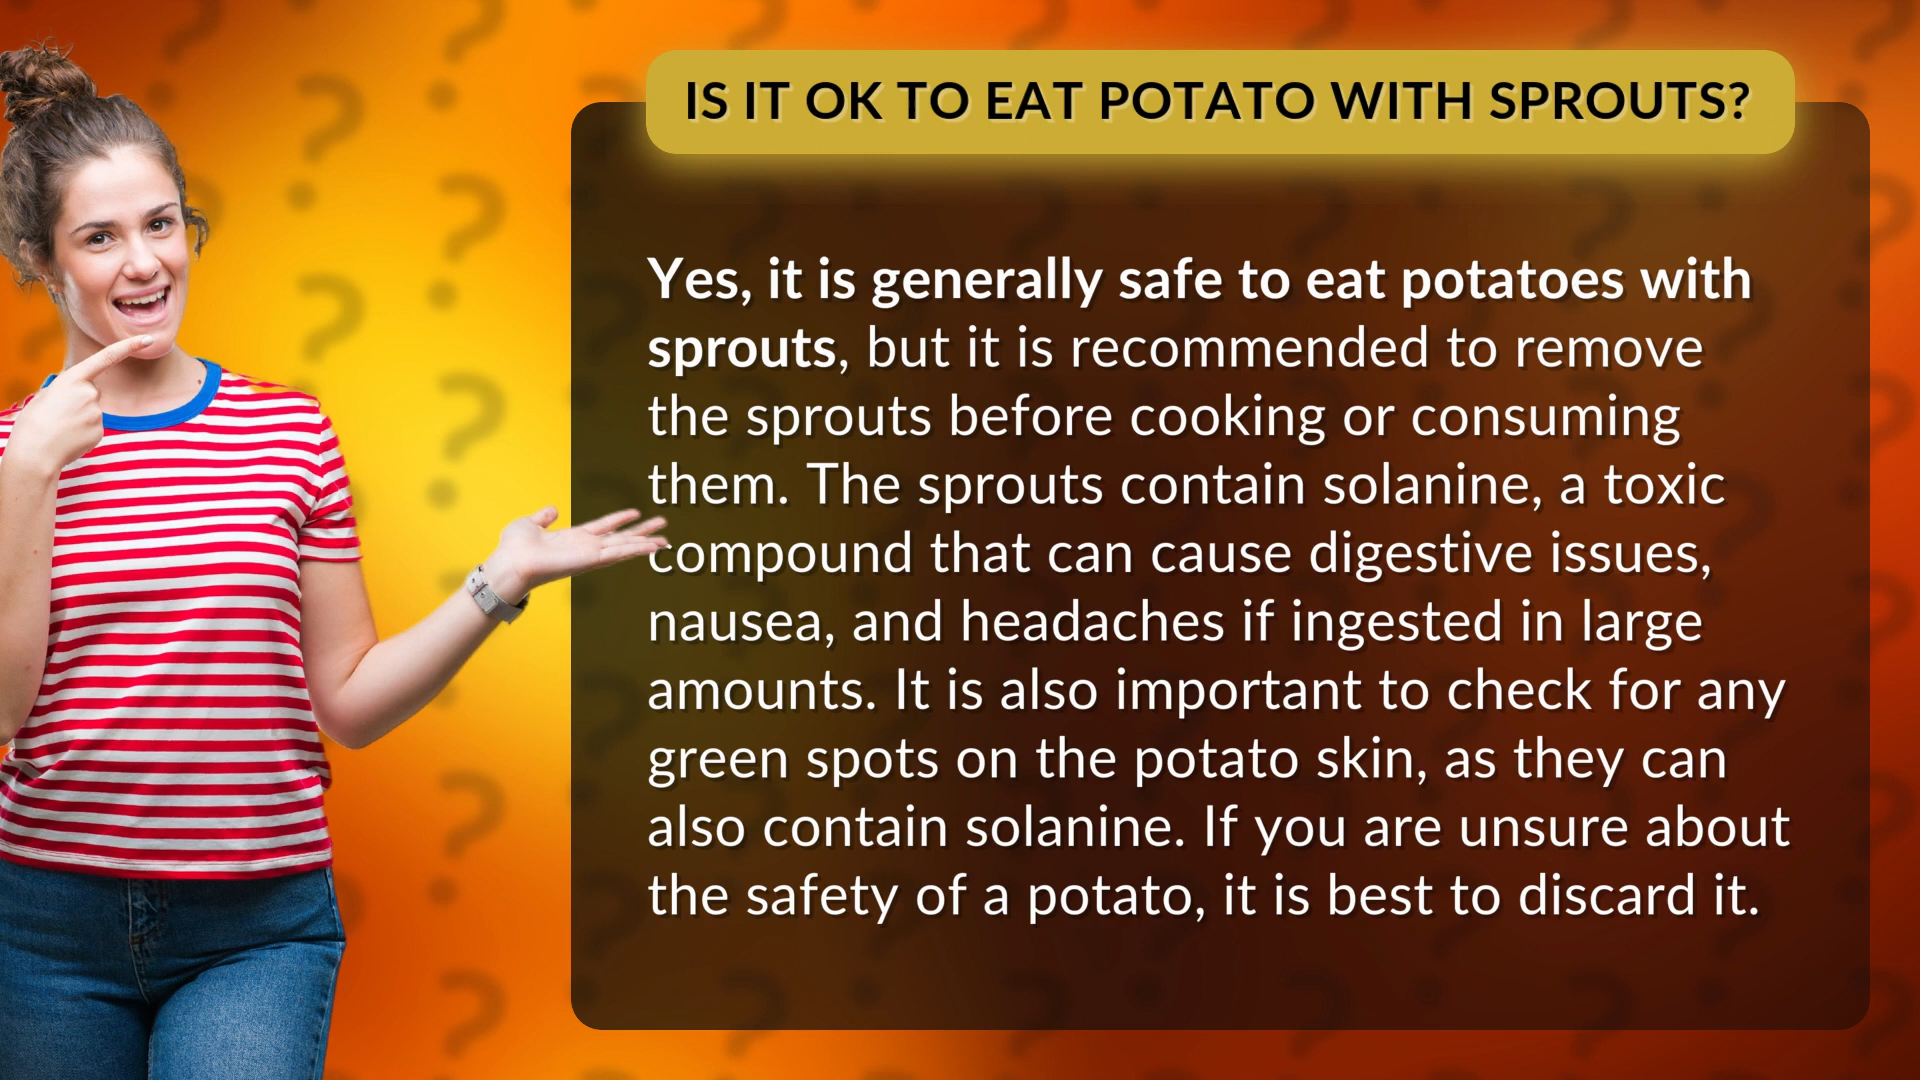 IS IT OK TO EAT POTATO WITH SPROUTS?
Yes, it is generally safe to eat potatoes with
sprouts, but it is recommended to remove
the sprouts before cooking or consuming
them. The sprouts contain solanine, a toxic
compound that can cause digestive issues,
nausea, and headaches if ingested in large
amounts. It is also important to check for any
green spots on the potato skin, as they can
also contain solanine. If you are unsure about
the safety of a potato, it is best to discard it.